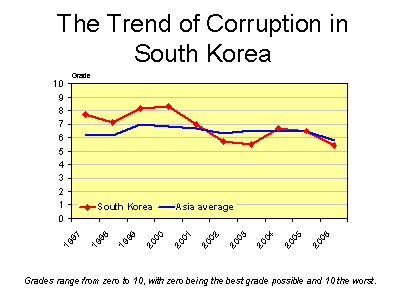 The Trend of Corruption in
South Korea
Grade
10
9
8
7
6
5
4
3
2
1
0
South Korea Asia average
1997 1998 1999 2000 2001 2002 2003 2004 2005 2006
Grades range from zero to 10, with zero being the best grade possible and 10 the worst.